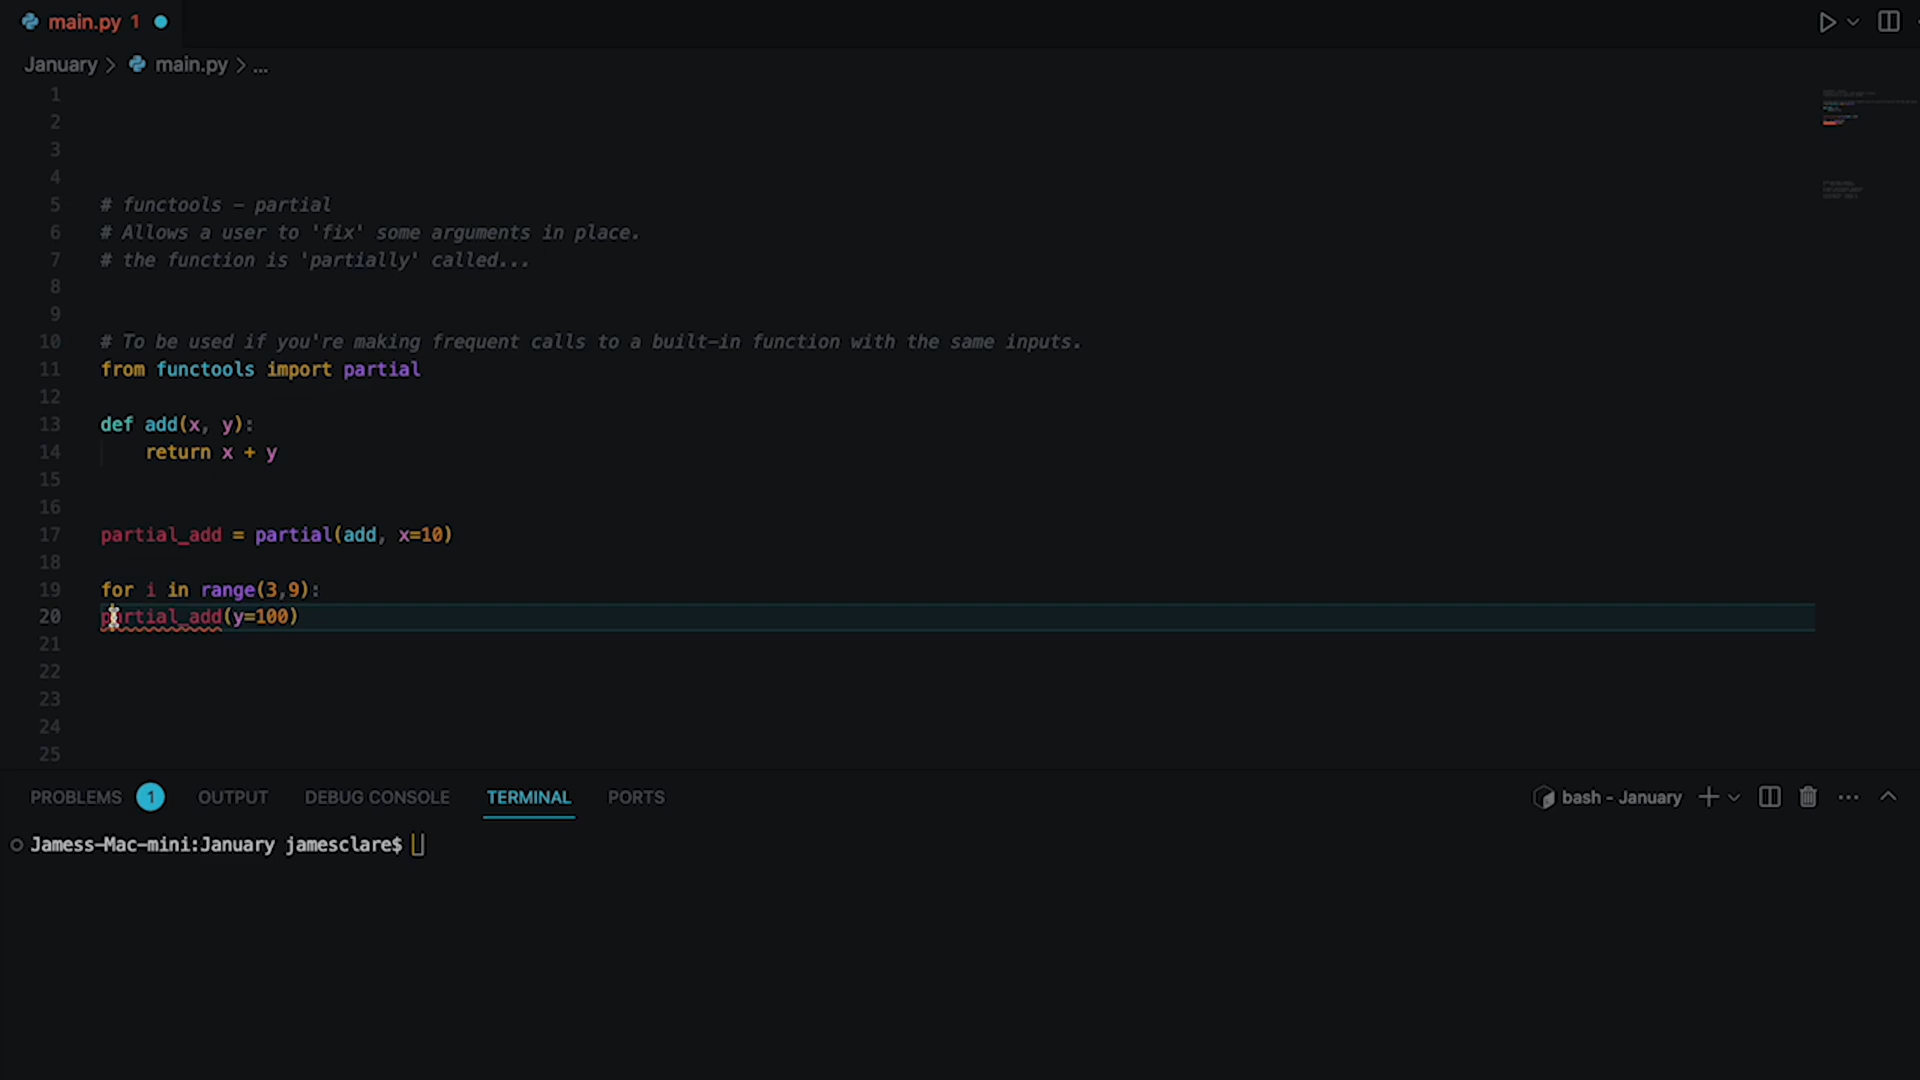 main.py 1
January > main.py > ...
1
2
3
4
5 # functools - partial
6 # Allows a user to 'fix' some arguments in place.
7 # the function is 'partially' called...
8
9
10 # To be used if you're making frequent calls to a built-in function with the same inputs.
11 from functools import partial
12
13 def add(x, y):
14 return x + y
15
16
17 partial_add = partial(add, x=10)
18
19 for i in range(3,9):
20 partial_add(y=100)
21
22
23
24
25
PROBLEMS 1 OUTPUT DEBUG CONSOLE TERMINAL PORTS bash - January
Jamess-Mac-mini:January jamesclare$